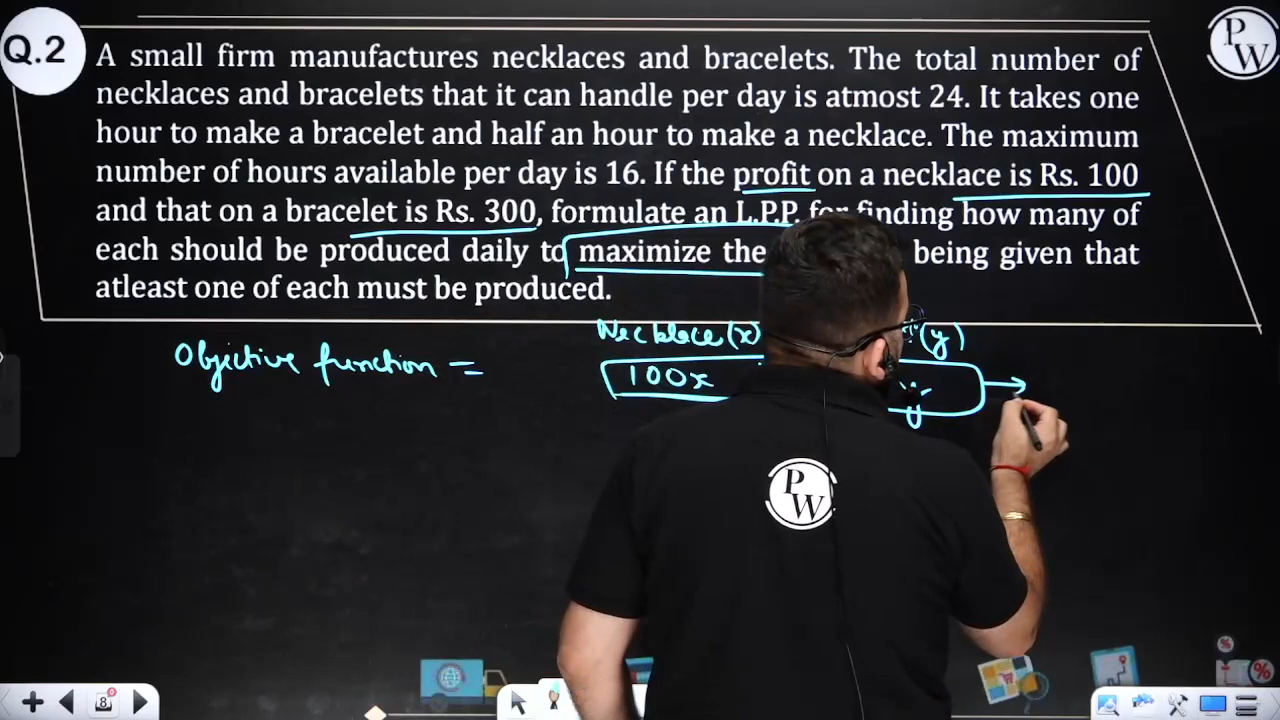 Q.2
A small firm manufactures necklaces and bracelets. The total number of
necklaces and bracelets that it can handle per day is atmost 24. It takes one
hour to make a bracelet and half an hour to make a necklace. The maximum
number of hours available per day is 16. If the profit on a necklace is Rs. 100
and that on a bracelet is Rs. 300, formulate an L.P.P. for finding how many of
each should be produced daily to maximize the being given that
atleast one of each must be produced.
Necklace (x) (y)
Objective function =
100x y
P
W
P
W
8